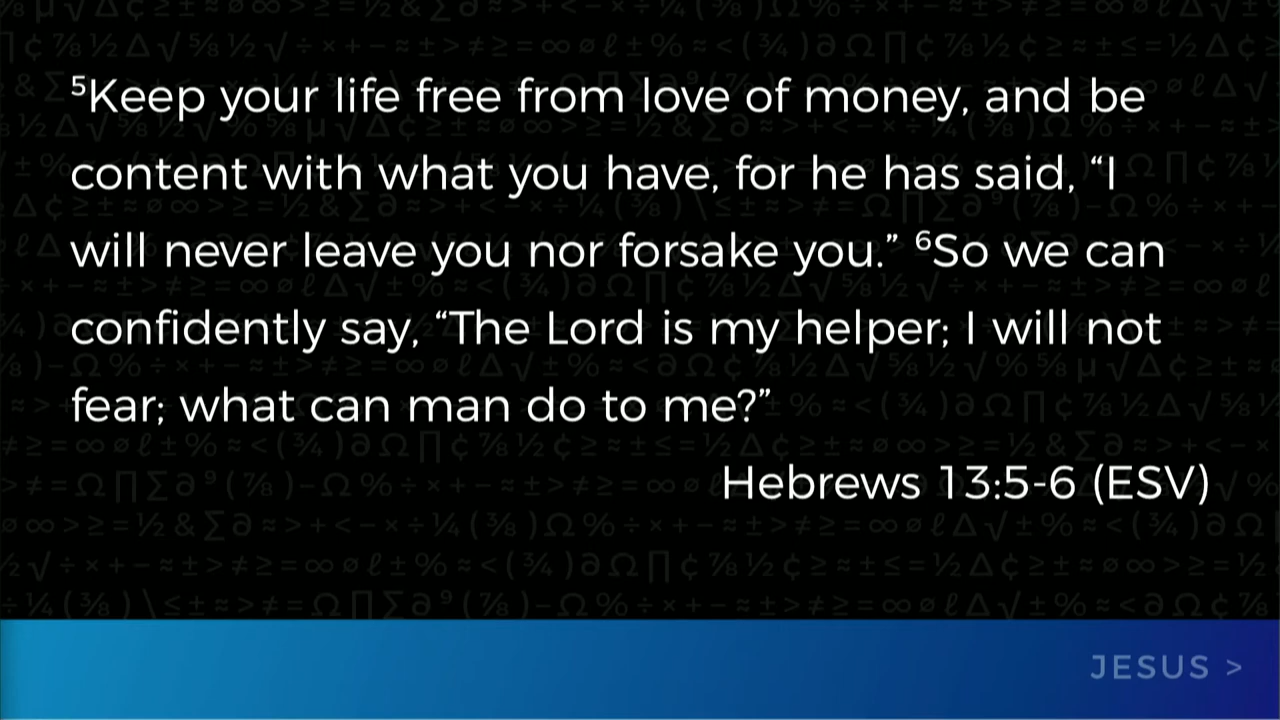 ⁵Keep your life free from love of money, and be
content with what you have, for he has said, “I
will never leave you nor forsake you.” ⁶So we can
confidently say, “The Lord is my helper; I will not
fear; what can man do to me?”
Hebrews 13:5-6 (ESV)
JESUS >